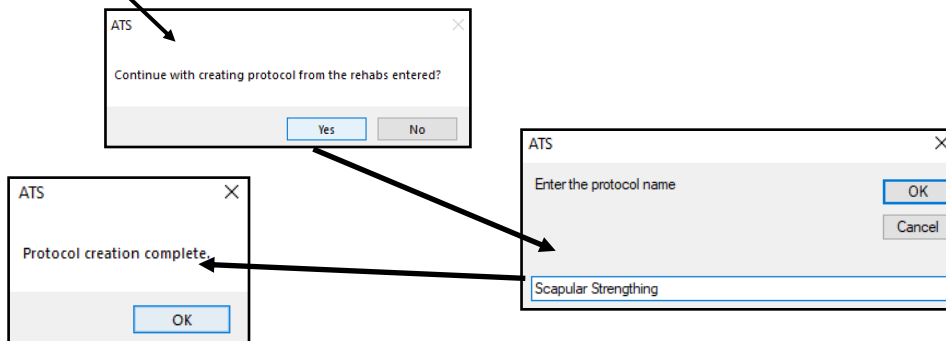 ATS
Continue with creating protocol from the rehabs entered?
Yes No
ATS
Enter the protocol name
OK
Cancel
Scapular Strengthing
ATS
Protocol creation complete.
OK